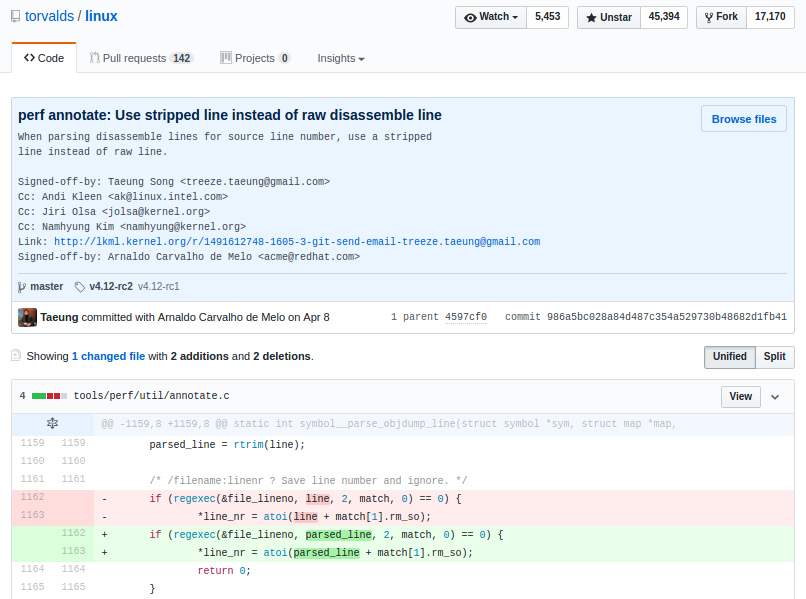 torvalds / linux
Watch 5,453 Unstar 45,394 Fork 17,170
Code Pull requests 142 Projects 0 Insights
perf annotate: Use stripped line instead of raw disassemble line
Browse files
When parsing disassemble lines for source line number, use a stripped
line instead of raw line.
Signed-off-by: Taeung Song <treeze.taeung@gmail.com>
Cc: Andi Kleen <ak@linux.intel.com>
Cc: Jiri Olsa <jolsa@kernel.org>
Cc: Namhyung Kim <namhyung@kernel.org>
Link: http://lkml.kernel.org/r/1491612748-1605-3-git-send-email-treeze.taeung@gmail.com
Signed-off-by: Arnaldo Carvalho de Melo <acme@redhat.com>
master v4.12-rc2 v4.12-rc1
Taeung committed with Arnaldo Carvalho de Melo on Apr 8 1 parent 4597cf0 commit 986a5bc028a84d487c354a529730b48682d1fb41
Showing 1 changed file with 2 additions and 2 deletions.
Unified Split
4 tools/perf/util/annotate.c View
@@ -1159,8 +1159,8 @@ static int symbol__parse_objdump_line(struct symbol *sym, struct map *map,
1159 1159 parsed_line = rtrim(line);
1160 1160
1161 1161 /* /filename:linenr ? Save line number and ignore. */
1162 - if (regexec(&file_lineno, line, 2, match, 0) == 0) {
1163 - *line_nr = atoi(line + match[1].rm_so);
1162 + if (regexec(&file_lineno, parsed_line, 2, match, 0) == 0) {
1163 + *line_nr = atoi(parsed_line + match[1].rm_so);
1164 1164 return 0;
1165 1165 }